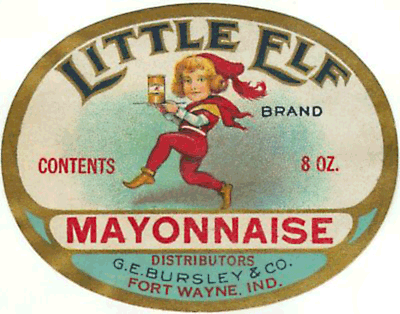 LITTLE ELF
BRAND
CONTENTS 8 OZ.
MAYONNAISE
DISTRIBUTORS
G.E.BURSLEY & CO.
FORT WAYNE, IND.